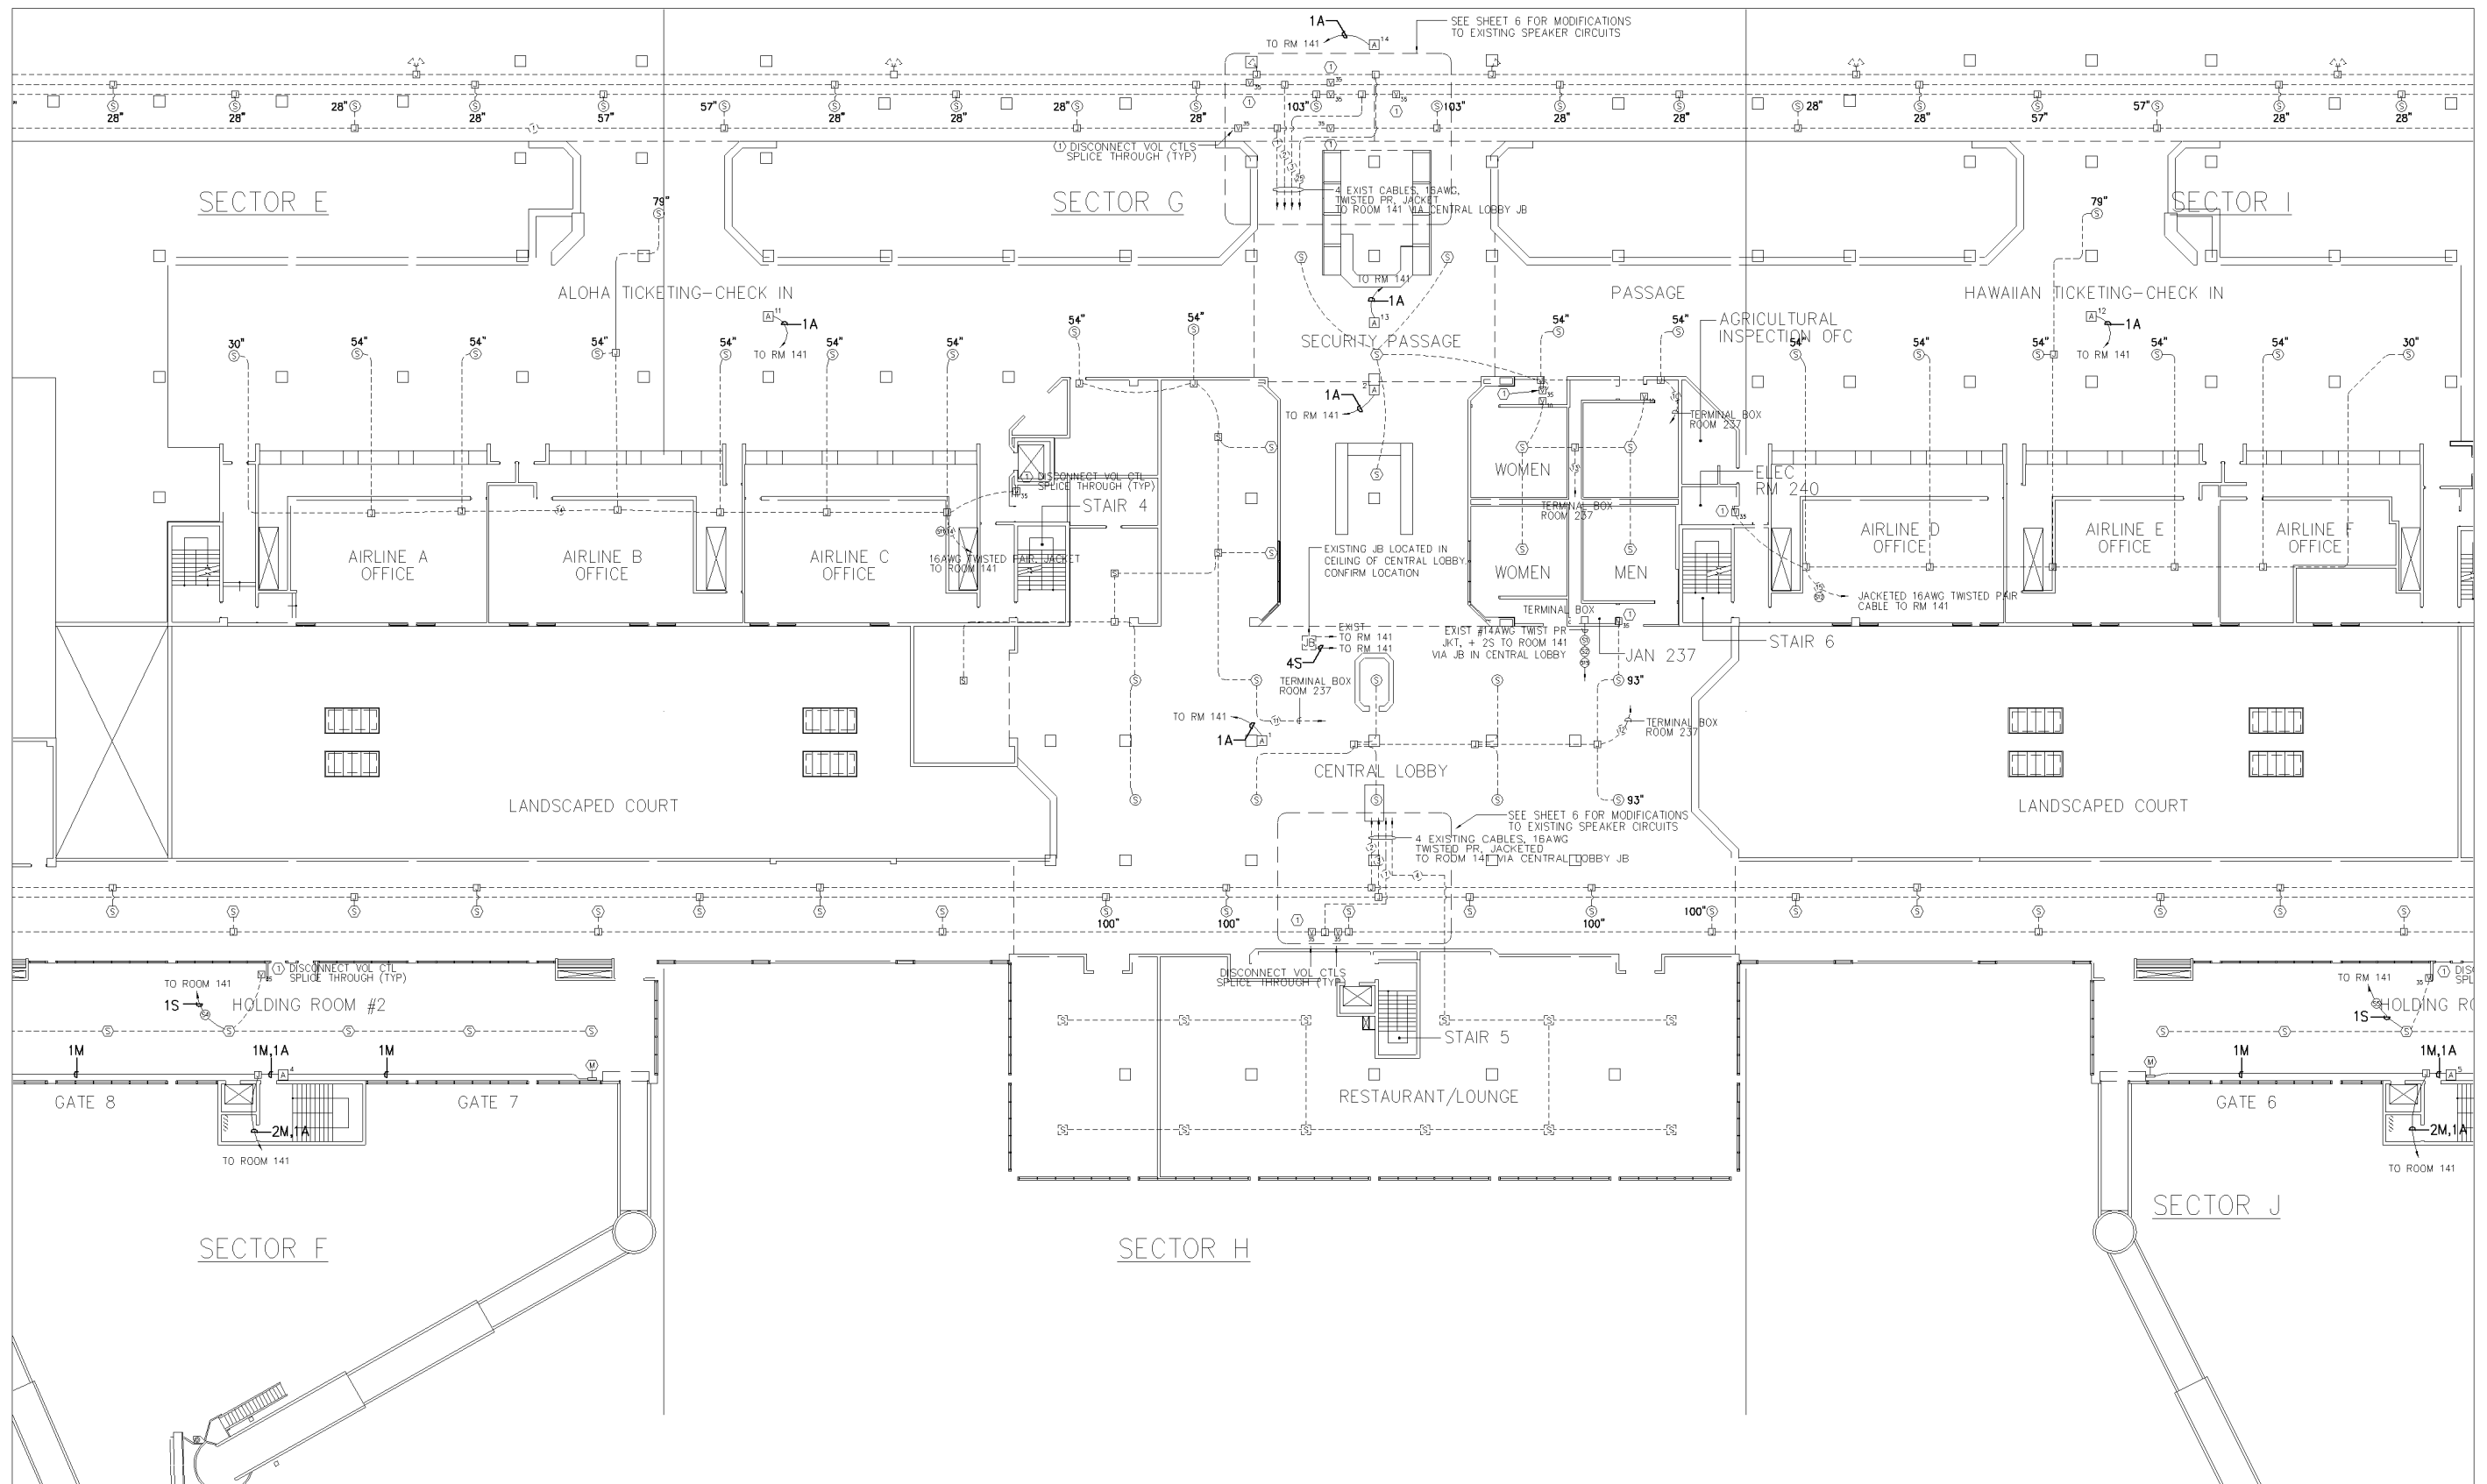 1A
SEE SHEET 6 FOR MODIFICATIONS
TO EXISTING SPEAKER CIRCUITS
TO RM 141
A 14
28" 28" 28" 28" 57" 57" 28" 28" 28" 28" 103" 103" 28" 28" 28" 28" 57" 57" 28" 28"
1 DISCONNECT VOL CTLS
SPLICE THROUGH (TYP)
4 EXIST CABLES, 16AWG,
TWISTED PR, JACKET
TO ROOM 141 VIA CENTRAL LOBBY JB
SECTOR E
SECTOR G
SECTOR I
79"
79"
ALOHA TICKETING-CHECK IN
TO RM 141
1A
A 13
PASSAGE
HAWAIIAN TICKETING-CHECK IN
A 11
1A
TO RM 141
SECURITY PASSAGE
AGRICULTURAL
INSPECTION OFC
A 12
1A
TO RM 141
30" 54" 54" 54" 54" 54" 54" 54" 54" 54" 54" 54" 54" 54" 54" 54" 30"
2 A
1A
TO RM 141
TERMINAL BOX
ROOM 237
WOMEN
1 DISCONNECT VOL CTL
SPLICE THROUGH (TYP)
STAIR 4
ELEC
RM 240
TERMINAL BOX
ROOM 237
AIRLINE A
OFFICE
AIRLINE B
OFFICE
AIRLINE C
OFFICE
16AWG TWISTED PAIR, JACKET
TO ROOM 141
EXISTING JB LOCATED IN
CEILING OF CENTRAL LOBBY.
CONFIRM LOCATION
WOMEN
MEN
AIRLINE D
OFFICE
AIRLINE E
OFFICE
AIRLINE F
OFFICE
JACKETED 16AWG TWISTED PAIR
CABLE TO RM 141
TERMINAL BOX
EXIST
TO RM 141
TO RM 141
JB
4S
EXIST #14AWG TWIST PR
JKT, + 2S TO ROOM 141
VIA JB IN CENTRAL LOBBY
JAN 237
STAIR 6
TERMINAL BOX
ROOM 237
93"
TO RM 141
1A
A 1
TERMINAL BOX
ROOM 237
CENTRAL LOBBY
93"
LANDSCAPED COURT
LANDSCAPED COURT
SEE SHEET 6 FOR MODIFICATIONS
TO EXISTING SPEAKER CIRCUITS
4 EXISTING CABLES, 16AWG
TWISTED PR, JACKETED
TO ROOM 141 VIA CENTRAL LOBBY JB
100" 100" 100" 100"
1 DISCONNECT VOL CTL
SPLICE THROUGH (TYP)
TO ROOM 141
1S
HOLDING ROOM #2
DISCONNECT VOL CTLS
SPLICE THROUGH (TYP)
STAIR 5
TO RM 141
1S
1M
1M,1A
1M
A 4
M
GATE 8
GATE 7
2M,1A
TO ROOM 141
RESTAURANT/LOUNGE
M
1M
1M,1A
A 5
GATE 6
2M,1A
TO ROOM 141
SECTOR F
SECTOR H
SECTOR J